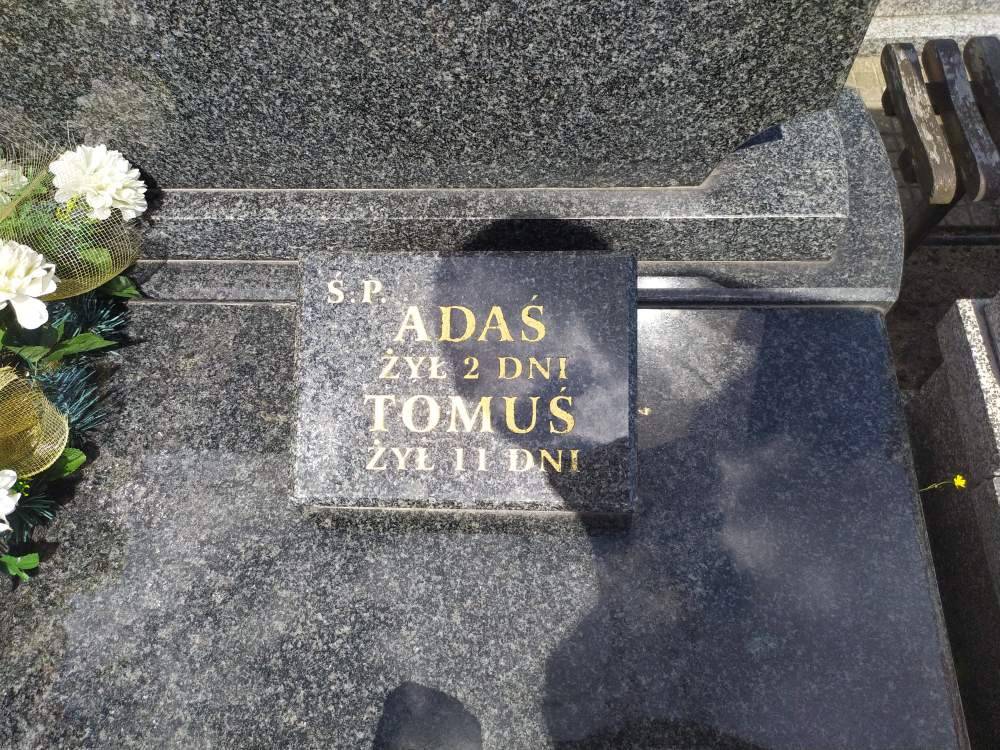 Ś.P.
ADAŚ
ŻYŁ 2 DNI
TOMUŚ
ŻYŁ 11 DNI